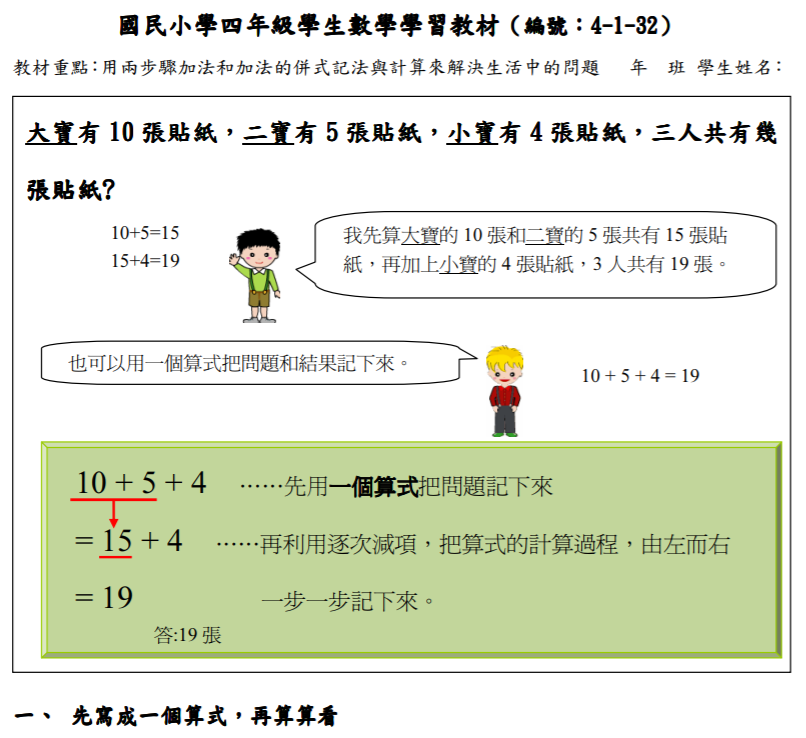 國民小學四年級學生數學學習教材（編號：4-1-32）
教材重點：用兩步驟加法和加法的併式記法與計算來解決生活中的問題　年　班 學生姓名：
大寶有 10 張貼紙，二寶有 5 張貼紙，小寶有 4 張貼紙，三人共有幾
張貼紙?
10+5=15
15+4=19
我先算大寶的 10 張和二寶的 5 張共有 15 張貼
紙，再加上小寶的 4 張貼紙，3 人共有 19 張。
也可以用一個算式把問題和結果記下來。
10 + 5 + 4 = 19
10 + 5 + 4 ……先用一個算式把問題記下來
= 15 + 4 ……再利用逐次減項，把算式的計算過程，由左而右
= 19 一步一步記下來。
答:19 張
一、 先寫成一個算式，再算算看